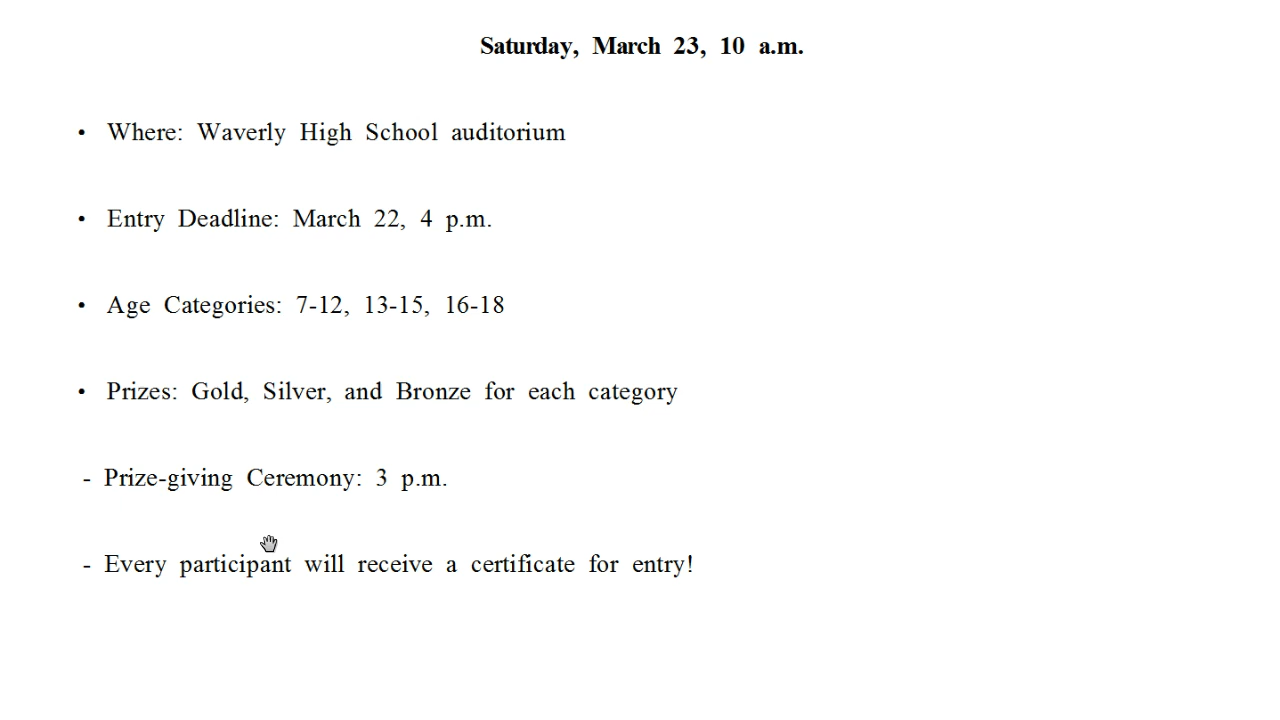 Saturday, March 23, 10 a.m.
• Where: Waverly High School auditorium
• Entry Deadline: March 22, 4 p.m.
• Age Categories: 7-12, 13-15, 16-18
• Prizes: Gold, Silver, and Bronze for each category
- Prize-giving Ceremony: 3 p.m.
- Every participant will receive a certificate for entry!